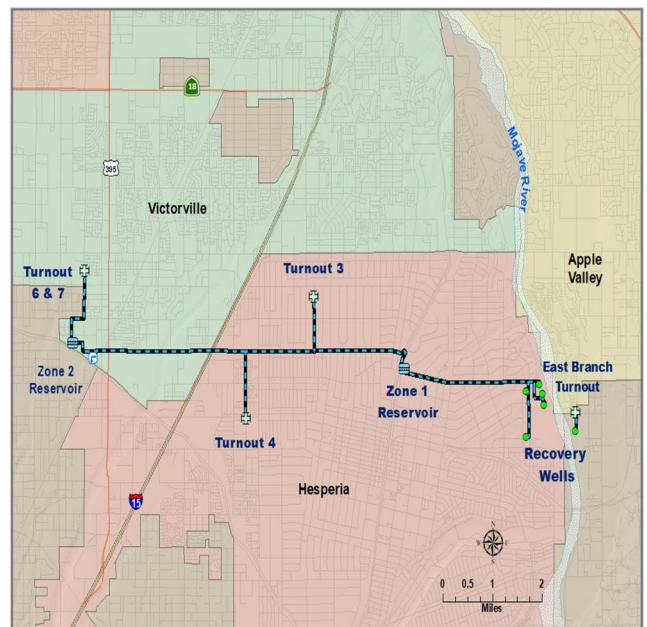 18
395
Mojave River
Victorville
Turnout
6 & 7
Turnout 3
Apple
Valley
Zone 2
Reservoir
Zone 1
Reservoir
East Branch
Turnout
Turnout 4
Recovery
Wells
Hesperia
15
N
W
E
S
0 0.5 1 2
Miles